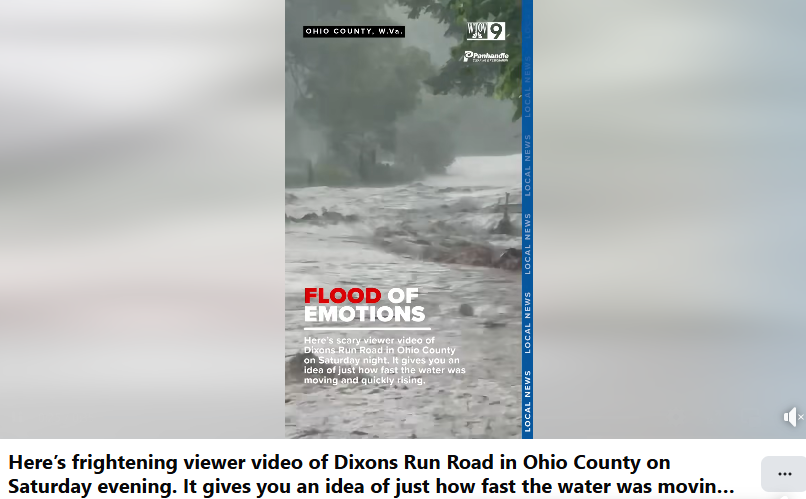 OHIO COUNTY, W.Va.
WTOV 9
Panhandle
LOCAL NEWS
LOCAL NEWS
LOCAL NEWS
LOCAL NEWS
LOCAL NEWS
FLOOD OF
EMOTIONS
Here's scary viewer video of
Dixons Run Road in Ohio County
on Saturday night. It gives you an
idea of just how fast the water was
moving and quickly rising.
Here's frightening viewer video of Dixons Run Road in Ohio County on
Saturday evening. It gives you an idea of just how fast the water was movin...